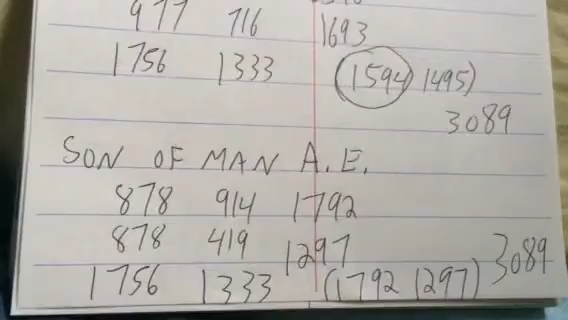 977 716 1693
1756 1333 (1594) 1495)
3089
SON OF MAN A.E.
878 914 1792
878 419 1297
1756 1333 (1792 1297) 3089